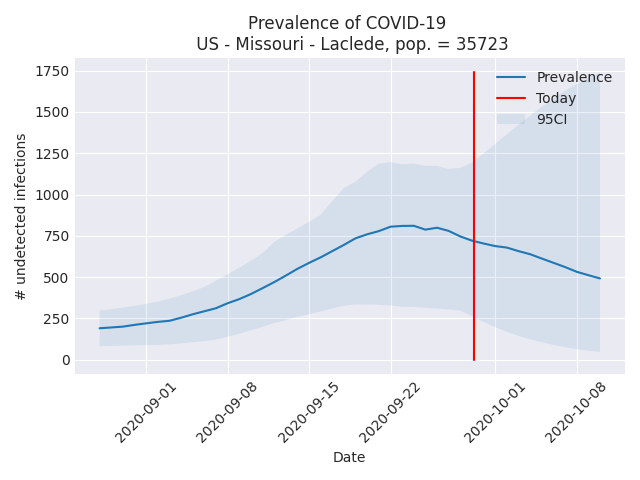 Prevalence of COVID-19
US - Missouri - Laclede, pop. = 35723
1750
1500
1250
1000
750
500
250
0
# undetected infections
Prevalence
Today
95CI
2020-09-01
2020-09-08
2020-09-15
2020-09-22
2020-10-01
2020-10-08
Date